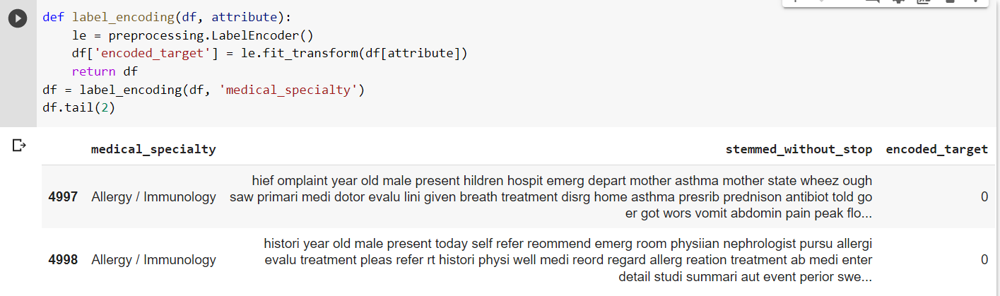 def label_encoding(df, attribute):
    le = preprocessing.LabelEncoder()
    df['encoded_target'] = le.fit_transform(df[attribute])
    return df
df = label_encoding(df, 'medical_specialty')
df.tail(2)
medical_specialty stemmed_without_stop encoded_target
hief omplaint year old male present hildren hospit emerg depart mother asthma mother state wheez ough
4997 Allergy / Immunology saw primari medi dotor evalu lini given breath treatment disrg home asthma presrib prednison antibiot told go 0
er got wors vomit abdomin pain peak flo...
histori year old male present today self refer reommend emerg room physiian nephrologist pursu allergi
4998 Allergy / Immunology evalu treatment pleas refer rt histori physi well medi reord regard allerg reation treatment ab medi enter 0
detail studi summari aut event perior swe...